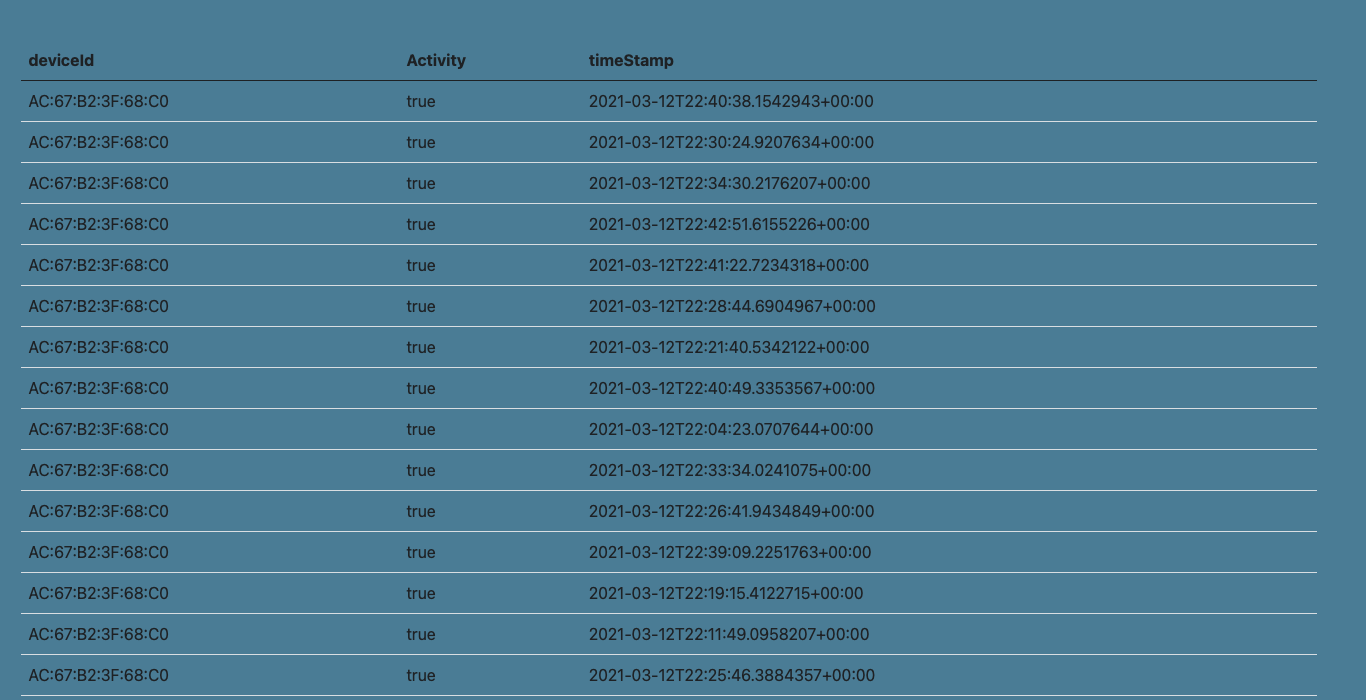 deviceId Activity timeStamp
AC:67:B2:3F:68:C0 true 2021-03-12T22:40:38.1542943+00:00
AC:67:B2:3F:68:C0 true 2021-03-12T22:30:24.9207634+00:00
AC:67:B2:3F:68:C0 true 2021-03-12T22:34:30.2176207+00:00
AC:67:B2:3F:68:C0 true 2021-03-12T22:42:51.6155226+00:00
AC:67:B2:3F:68:C0 true 2021-03-12T22:41:22.7234318+00:00
AC:67:B2:3F:68:C0 true 2021-03-12T22:28:44.6904967+00:00
AC:67:B2:3F:68:C0 true 2021-03-12T22:21:40.5342122+00:00
AC:67:B2:3F:68:C0 true 2021-03-12T22:40:49.3353567+00:00
AC:67:B2:3F:68:C0 true 2021-03-12T22:04:23.0707644+00:00
AC:67:B2:3F:68:C0 true 2021-03-12T22:33:34.0241075+00:00
AC:67:B2:3F:68:C0 true 2021-03-12T22:26:41.9434849+00:00
AC:67:B2:3F:68:C0 true 2021-03-12T22:39:09.2251763+00:00
AC:67:B2:3F:68:C0 true 2021-03-12T22:19:15.4122715+00:00
AC:67:B2:3F:68:C0 true 2021-03-12T22:11:49.0958207+00:00
AC:67:B2:3F:68:C0 true 2021-03-12T22:25:46.3884357+00:00